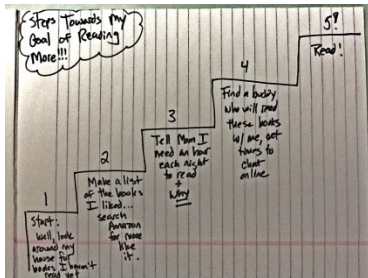 Steps Towards My
Goal of Reading
More!!!
1
Start:
Well, look
around my
house for
books I haven't
read yet
2
Make a list
of the books
I liked...
search
Amazon
for more
like
it.
3
Tell Mom I
need an hour
each night
to read
+
Why
4
Find a buddy
who will read
these books
w/ me, set
times to
chat
online
5!
Read!